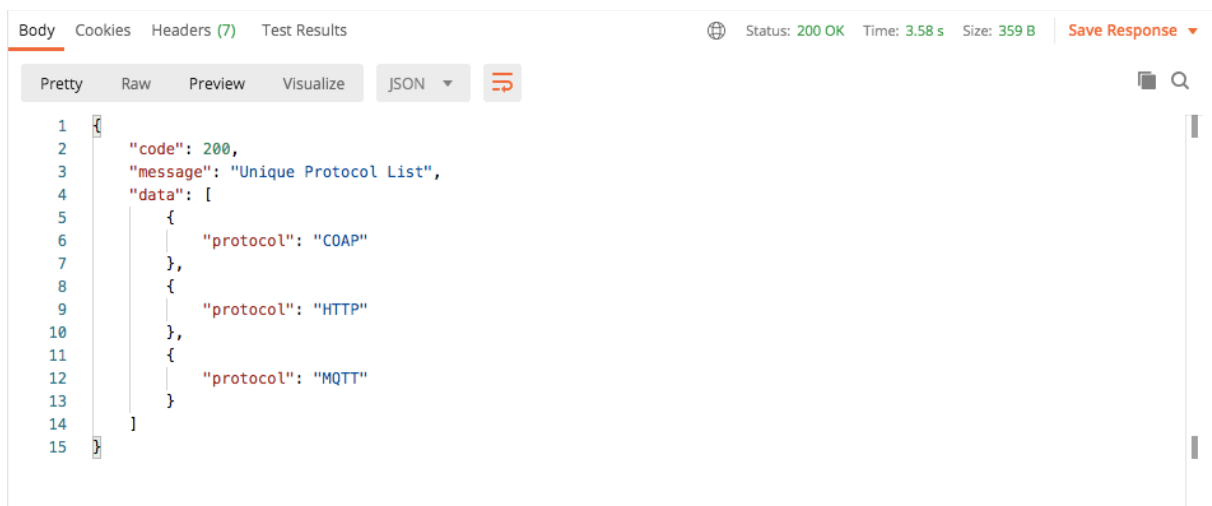 Body Cookies Headers (7) Test Results Status: 200 OK Time: 3.58 s Size: 359 B Save Response
Pretty Raw Preview Visualize JSON
1 {
2 "code": 200,
3 "message": "Unique Protocol List",
4 "data": [
5 {
6 "protocol": "COAP"
7 },
8 {
9 "protocol": "HTTP"
10 },
11 {
12 "protocol": "MQTT"
13 }
14 ]
15 }